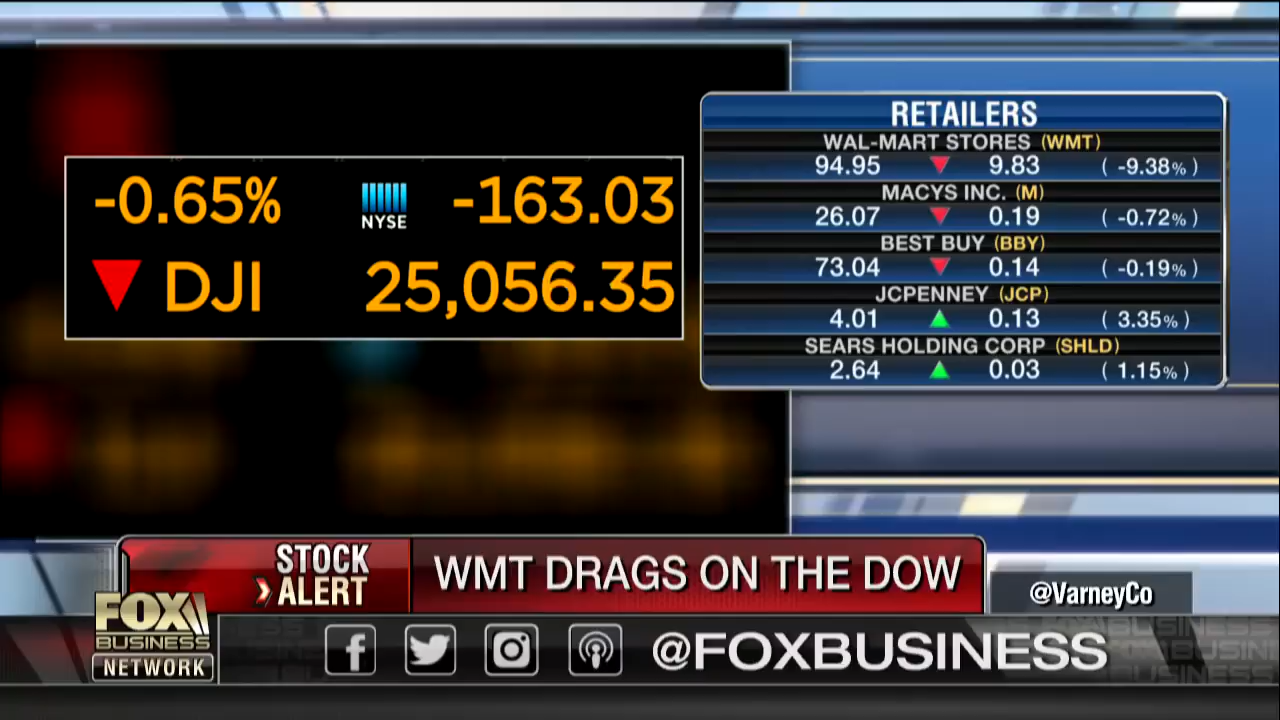 -0.65% NYSE -163.03
DJI 25,056.35
RETAILERS
WAL-MART STORES (WMT)
94.95 9.83 ( -9.38% )
MACYS INC. (M)
26.07 0.19 ( -0.72% )
BEST BUY (BBY)
73.04 0.14 ( -0.19% )
JCPENNEY (JCP)
4.01 0.13 ( 3.35% )
SEARS HOLDING CORP (SHLD)
2.64 0.03 ( 1.15% )
STOCK
ALERT
WMT DRAGS ON THE DOW
@VarneyCo
FOX
BUSINESS
NETWORK
@FOXBUSINESS